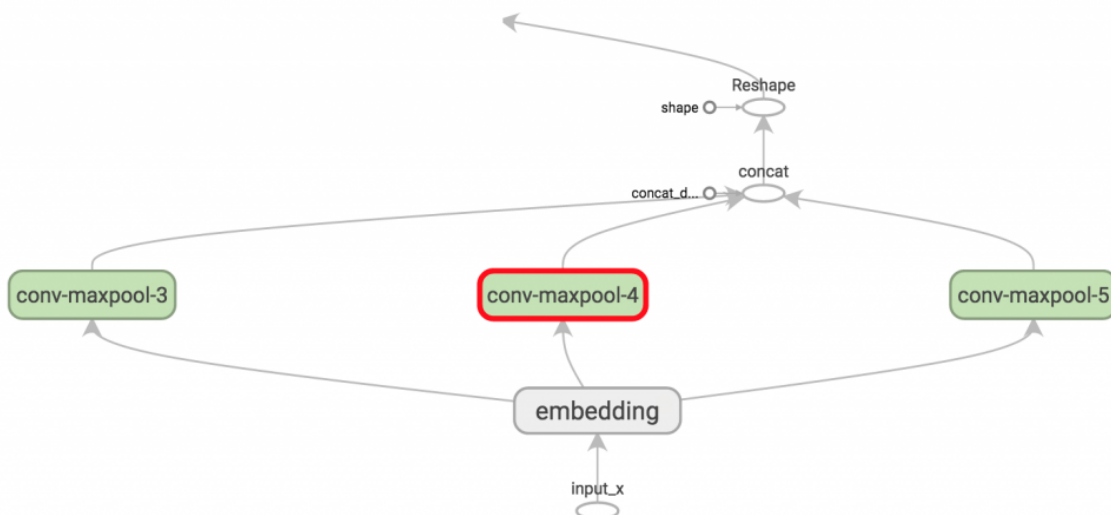 Reshape
shape
concat
concat_d...
conv-maxpool-3
conv-maxpool-4
conv-maxpool-5
embedding
input_x